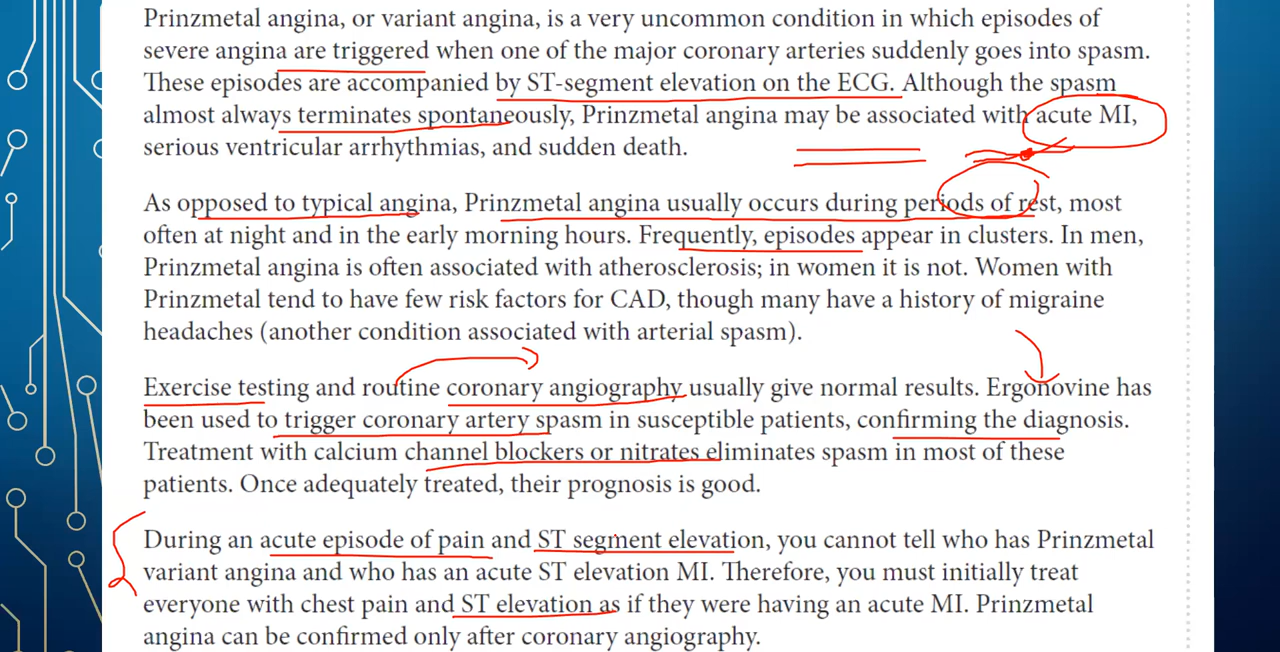 Prinzmetal angina, or variant angina, is a very uncommon condition in which episodes of
severe angina are triggered when one of the major coronary arteries suddenly goes into spasm.
These episodes are accompanied by ST-segment elevation on the ECG. Although the spasm
almost always terminates spontaneously, Prinzmetal angina may be associated with acute MI,
serious ventricular arrhythmias, and sudden death.
As opposed to typical angina, Prinzmetal angina usually occurs during periods of rest, most
often at night and in the early morning hours. Frequently, episodes appear in clusters. In men,
Prinzmetal angina is often associated with atherosclerosis; in women it is not. Women with
Prinzmetal tend to have few risk factors for CAD, though many have a history of migraine
headaches (another condition associated with arterial spasm).
Exercise testing and routine coronary angiography usually give normal results. Ergonovine has
been used to trigger coronary artery spasm in susceptible patients, confirming the diagnosis.
Treatment with calcium channel blockers or nitrates eliminates spasm in most of these
patients. Once adequately treated, their prognosis is good.
During an acute episode of pain and ST segment elevation, you cannot tell who has Prinzmetal
variant angina and who has an acute ST elevation MI. Therefore, you must initially treat
everyone with chest pain and ST elevation as if they were having an acute MI. Prinzmetal
angina can be confirmed only after coronary angiography.